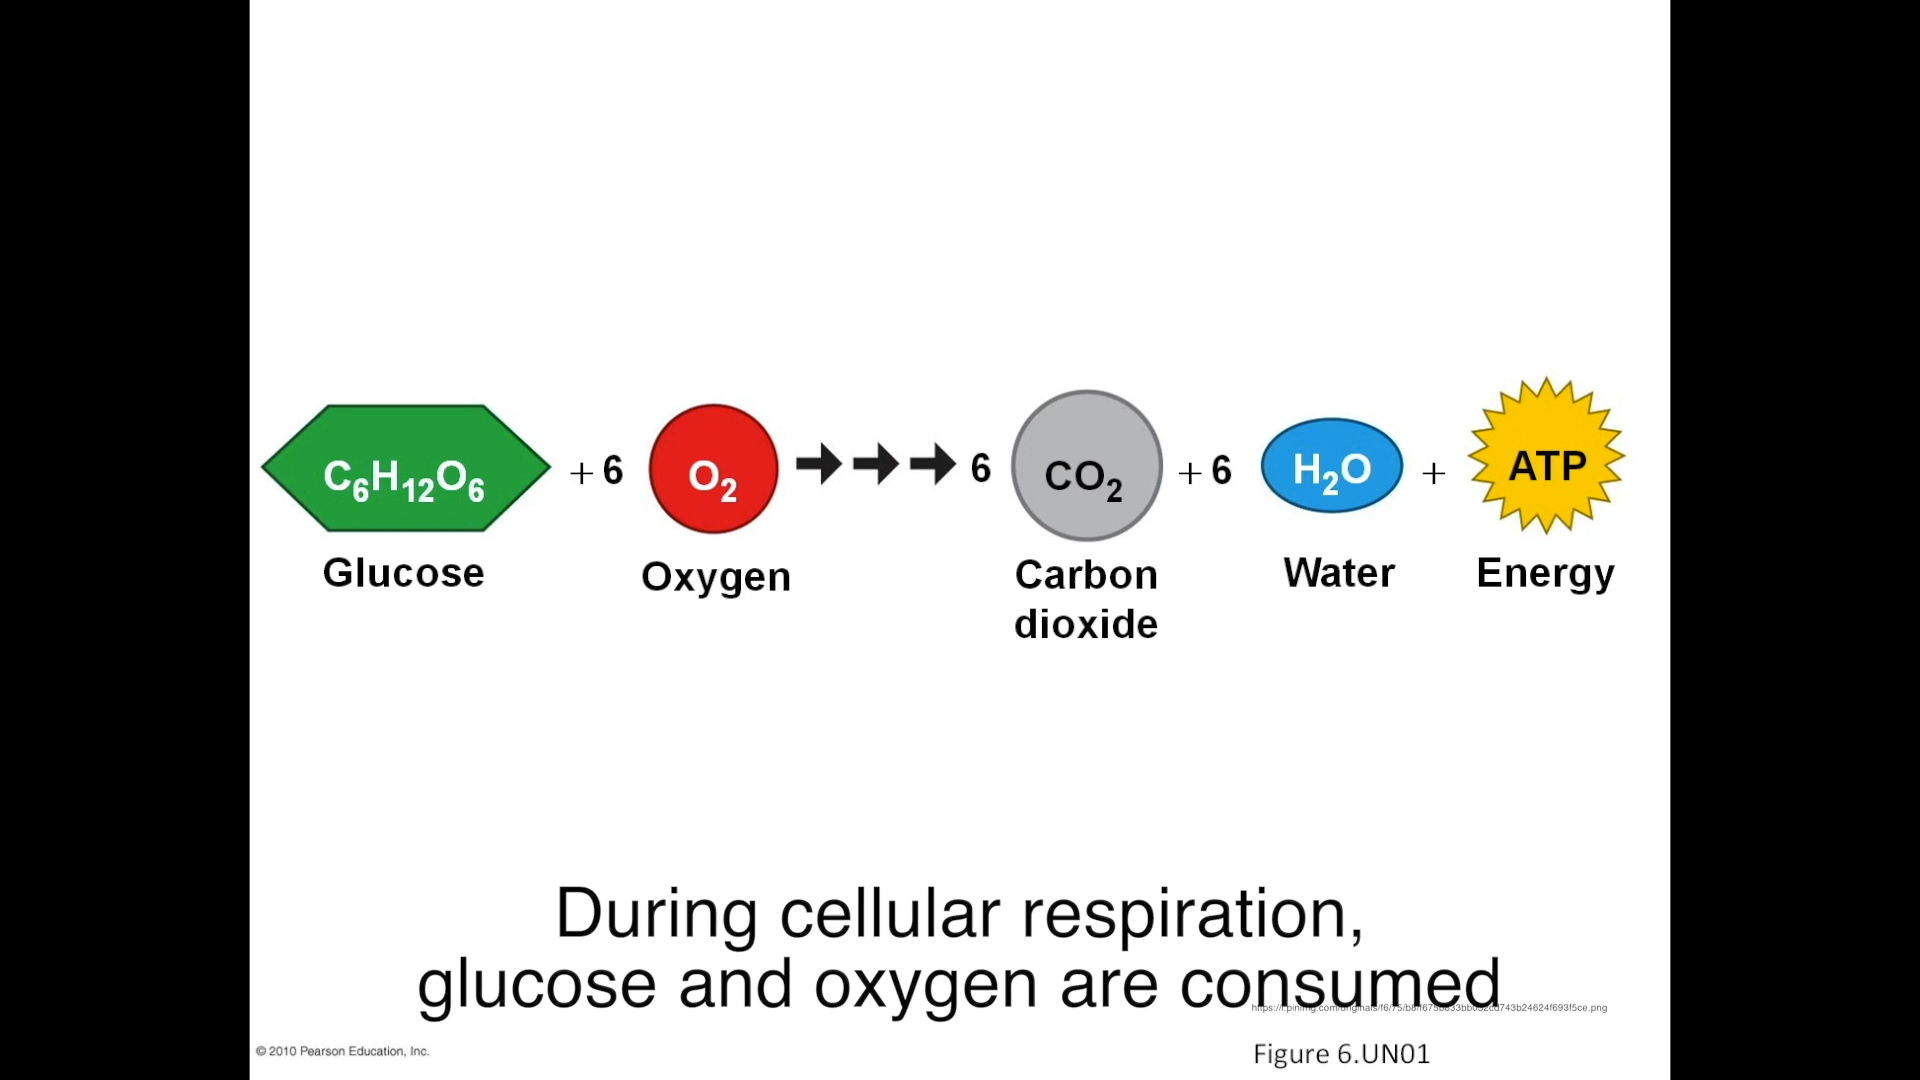 C₆H₁₂O₆ + 6 O₂ 6 CO₂ + 6 H₂O + ATP
Glucose Oxygen Carbon dioxide Water Energy
During cellular respiration,
glucose and oxygen are consumed
© 2010 Pearson Education, Inc.
Figure 6.UN01